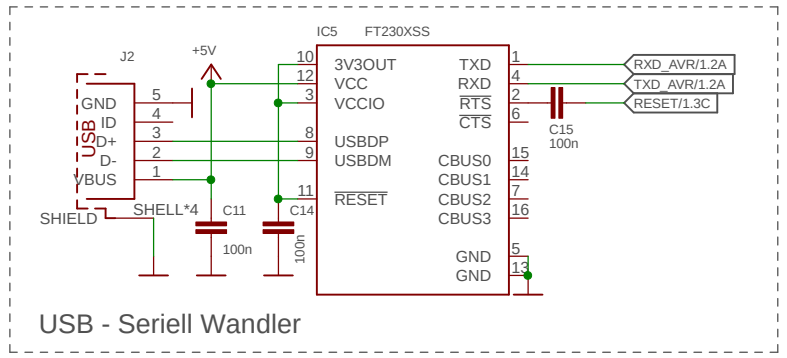 IC5 FT230XSS
J2
+5V
GND 5
ID 4
D+ 3
D- 2
VBUS 1
USB
SHIELD
SHELL*4
C11
100n
C14
100n
10 3V3OUT
12 VCC
3 VCCIO
8 USBDP
9 USBDM
11 RESET
TXD 1
RXD 4
RTS 2
CTS 6
CBUS0 15
CBUS1 14
CBUS2 7
CBUS3 16
GND 5
GND 13
RXD_AVR/1.2A
TXD_AVR/1.2A
RESET/1.3C
C15
100n
USB - Seriell Wandler